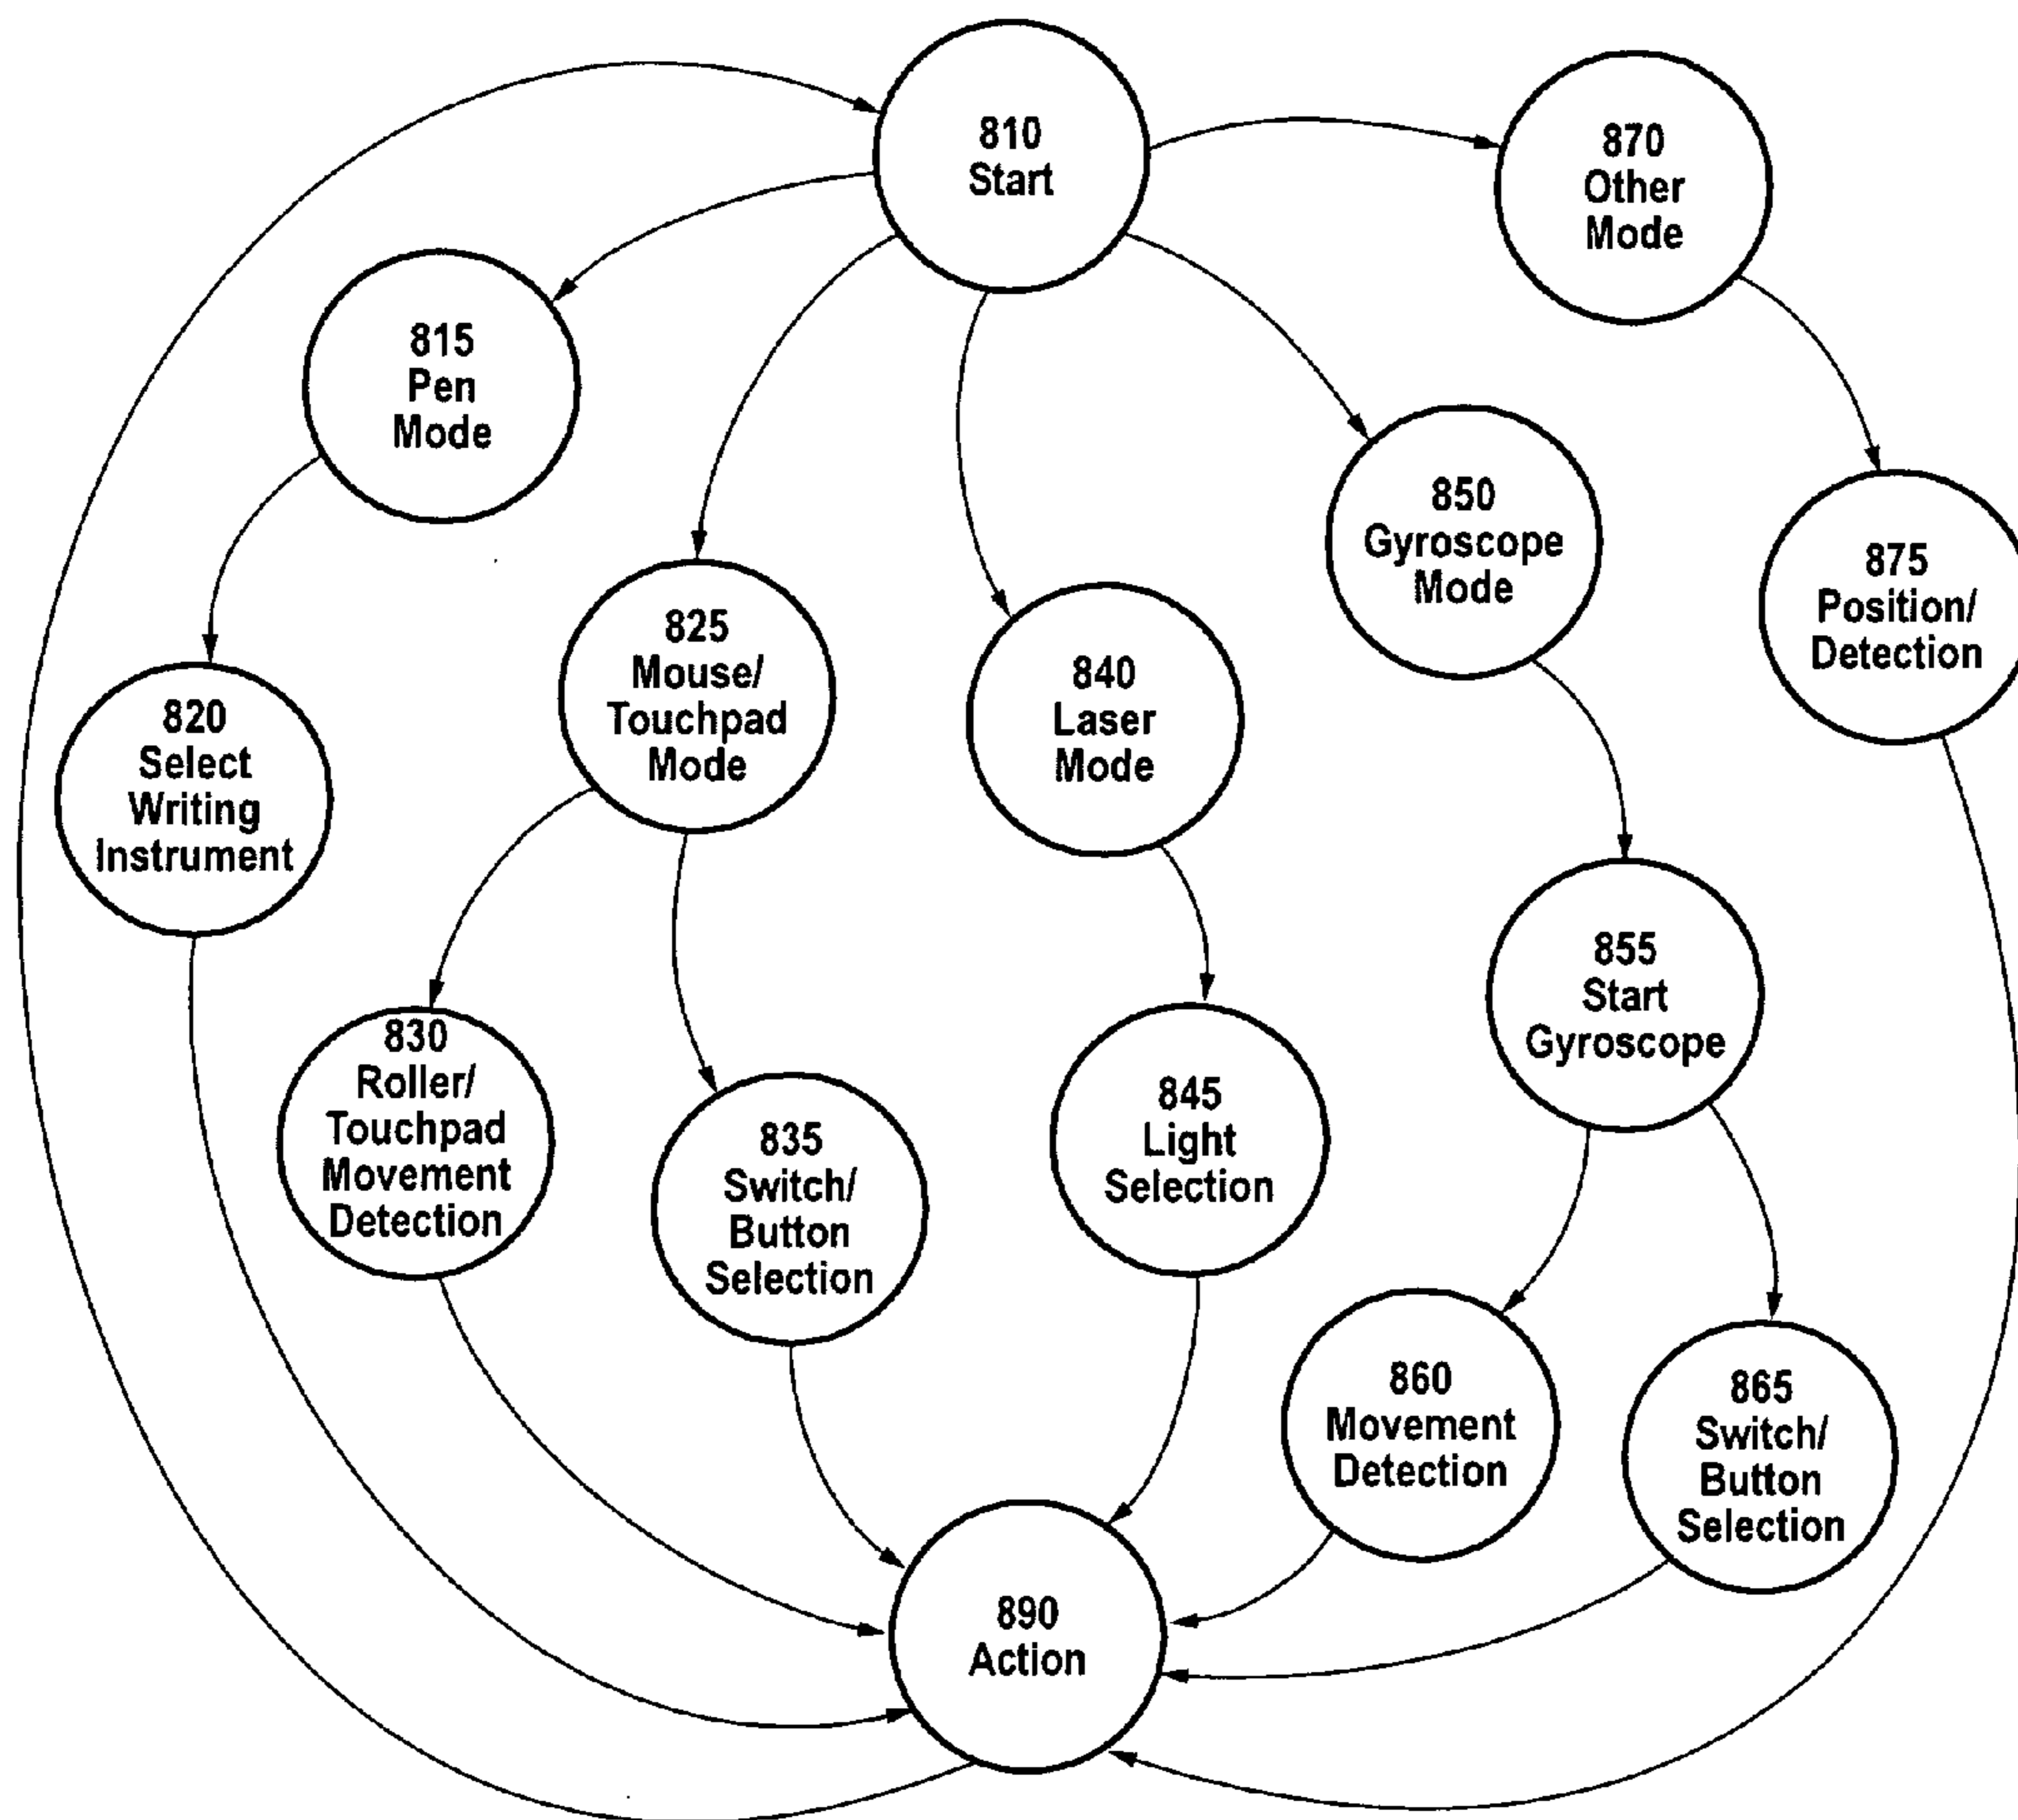 810
Start
870
Other
Mode
815
Pen
Mode
850
Gyroscope
Mode
875
Position/
Detection
825
Mouse/
Touchpad
Mode
840
Laser
Mode
820
Select
Writing
Instrument
855
Start
Gyroscope
830
Roller/
Touchpad
Movement
Detection
835
Switch/
Button
Selection
845
Light
Selection
860
Movement
Detection
865
Switch/
Button
Selection
890
Action